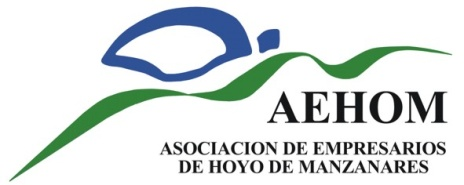 AEHOM
ASOCIACION DE EMPRESARIOS
DE HOYO DE MANZANARES